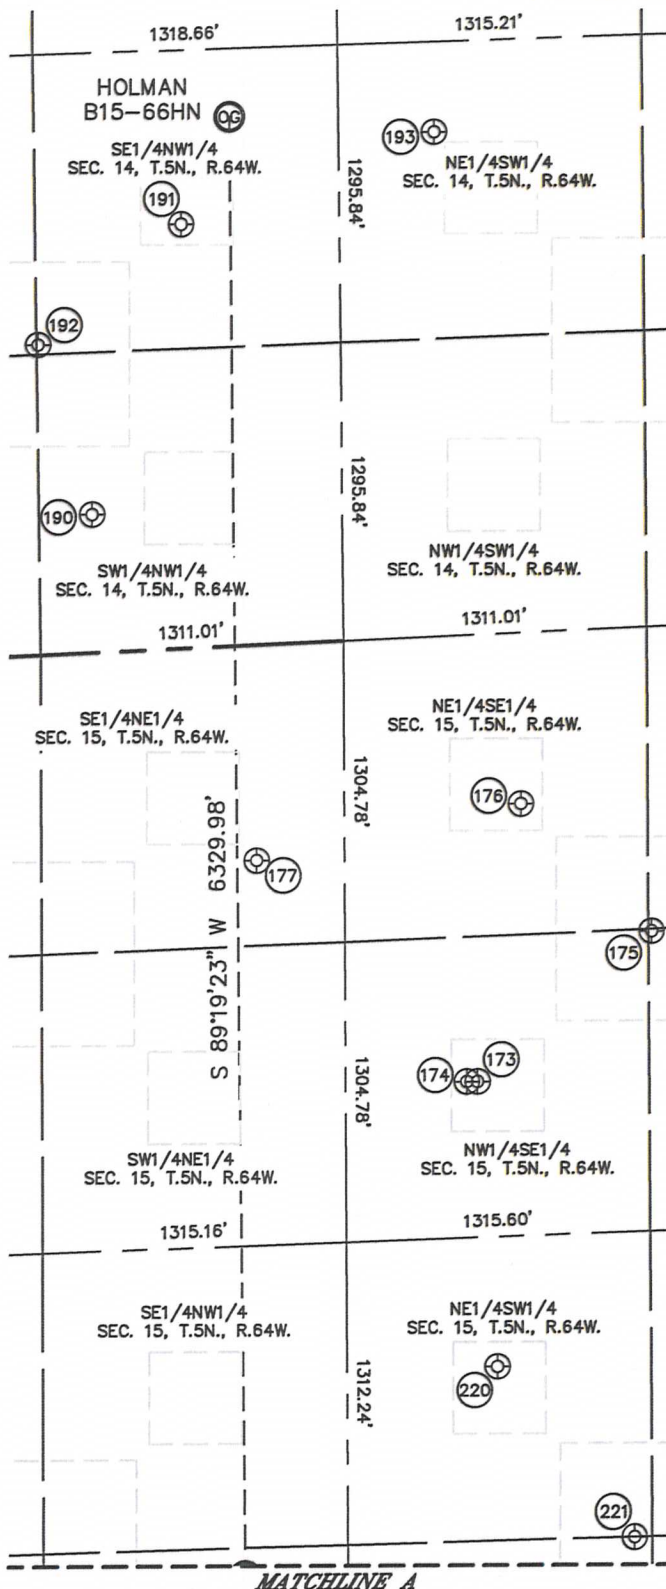 1318.66'
1315.21'
HOLMAN
B15-66HN
OG
193
SE1/4NW1/4
SEC. 14, T.5N., R.64W.
NE1/4SW1/4
SEC. 14, T.5N., R.64W.
191
1295.84'
192
190
1295.84'
SW1/4NW1/4
SEC. 14, T.5N., R.64W.
NW1/4SW1/4
SEC. 14, T.5N., R.64W.
1311.01'
1311.01'
SE1/4NE1/4
SEC. 15, T.5N., R.64W.
NE1/4SE1/4
SEC. 15, T.5N., R.64W.
1304.78'
176
177
S 89°19'23" W 6329.98'
175
174
173
1304.78'
SW1/4NE1/4
SEC. 15, T.5N., R.64W.
NW1/4SE1/4
SEC. 15, T.5N., R.64W.
1315.16'
1315.60'
SE1/4NW1/4
SEC. 15, T.5N., R.64W.
NE1/4SW1/4
SEC. 15, T.5N., R.64W.
220
1312.24'
221
MATCHLINE A